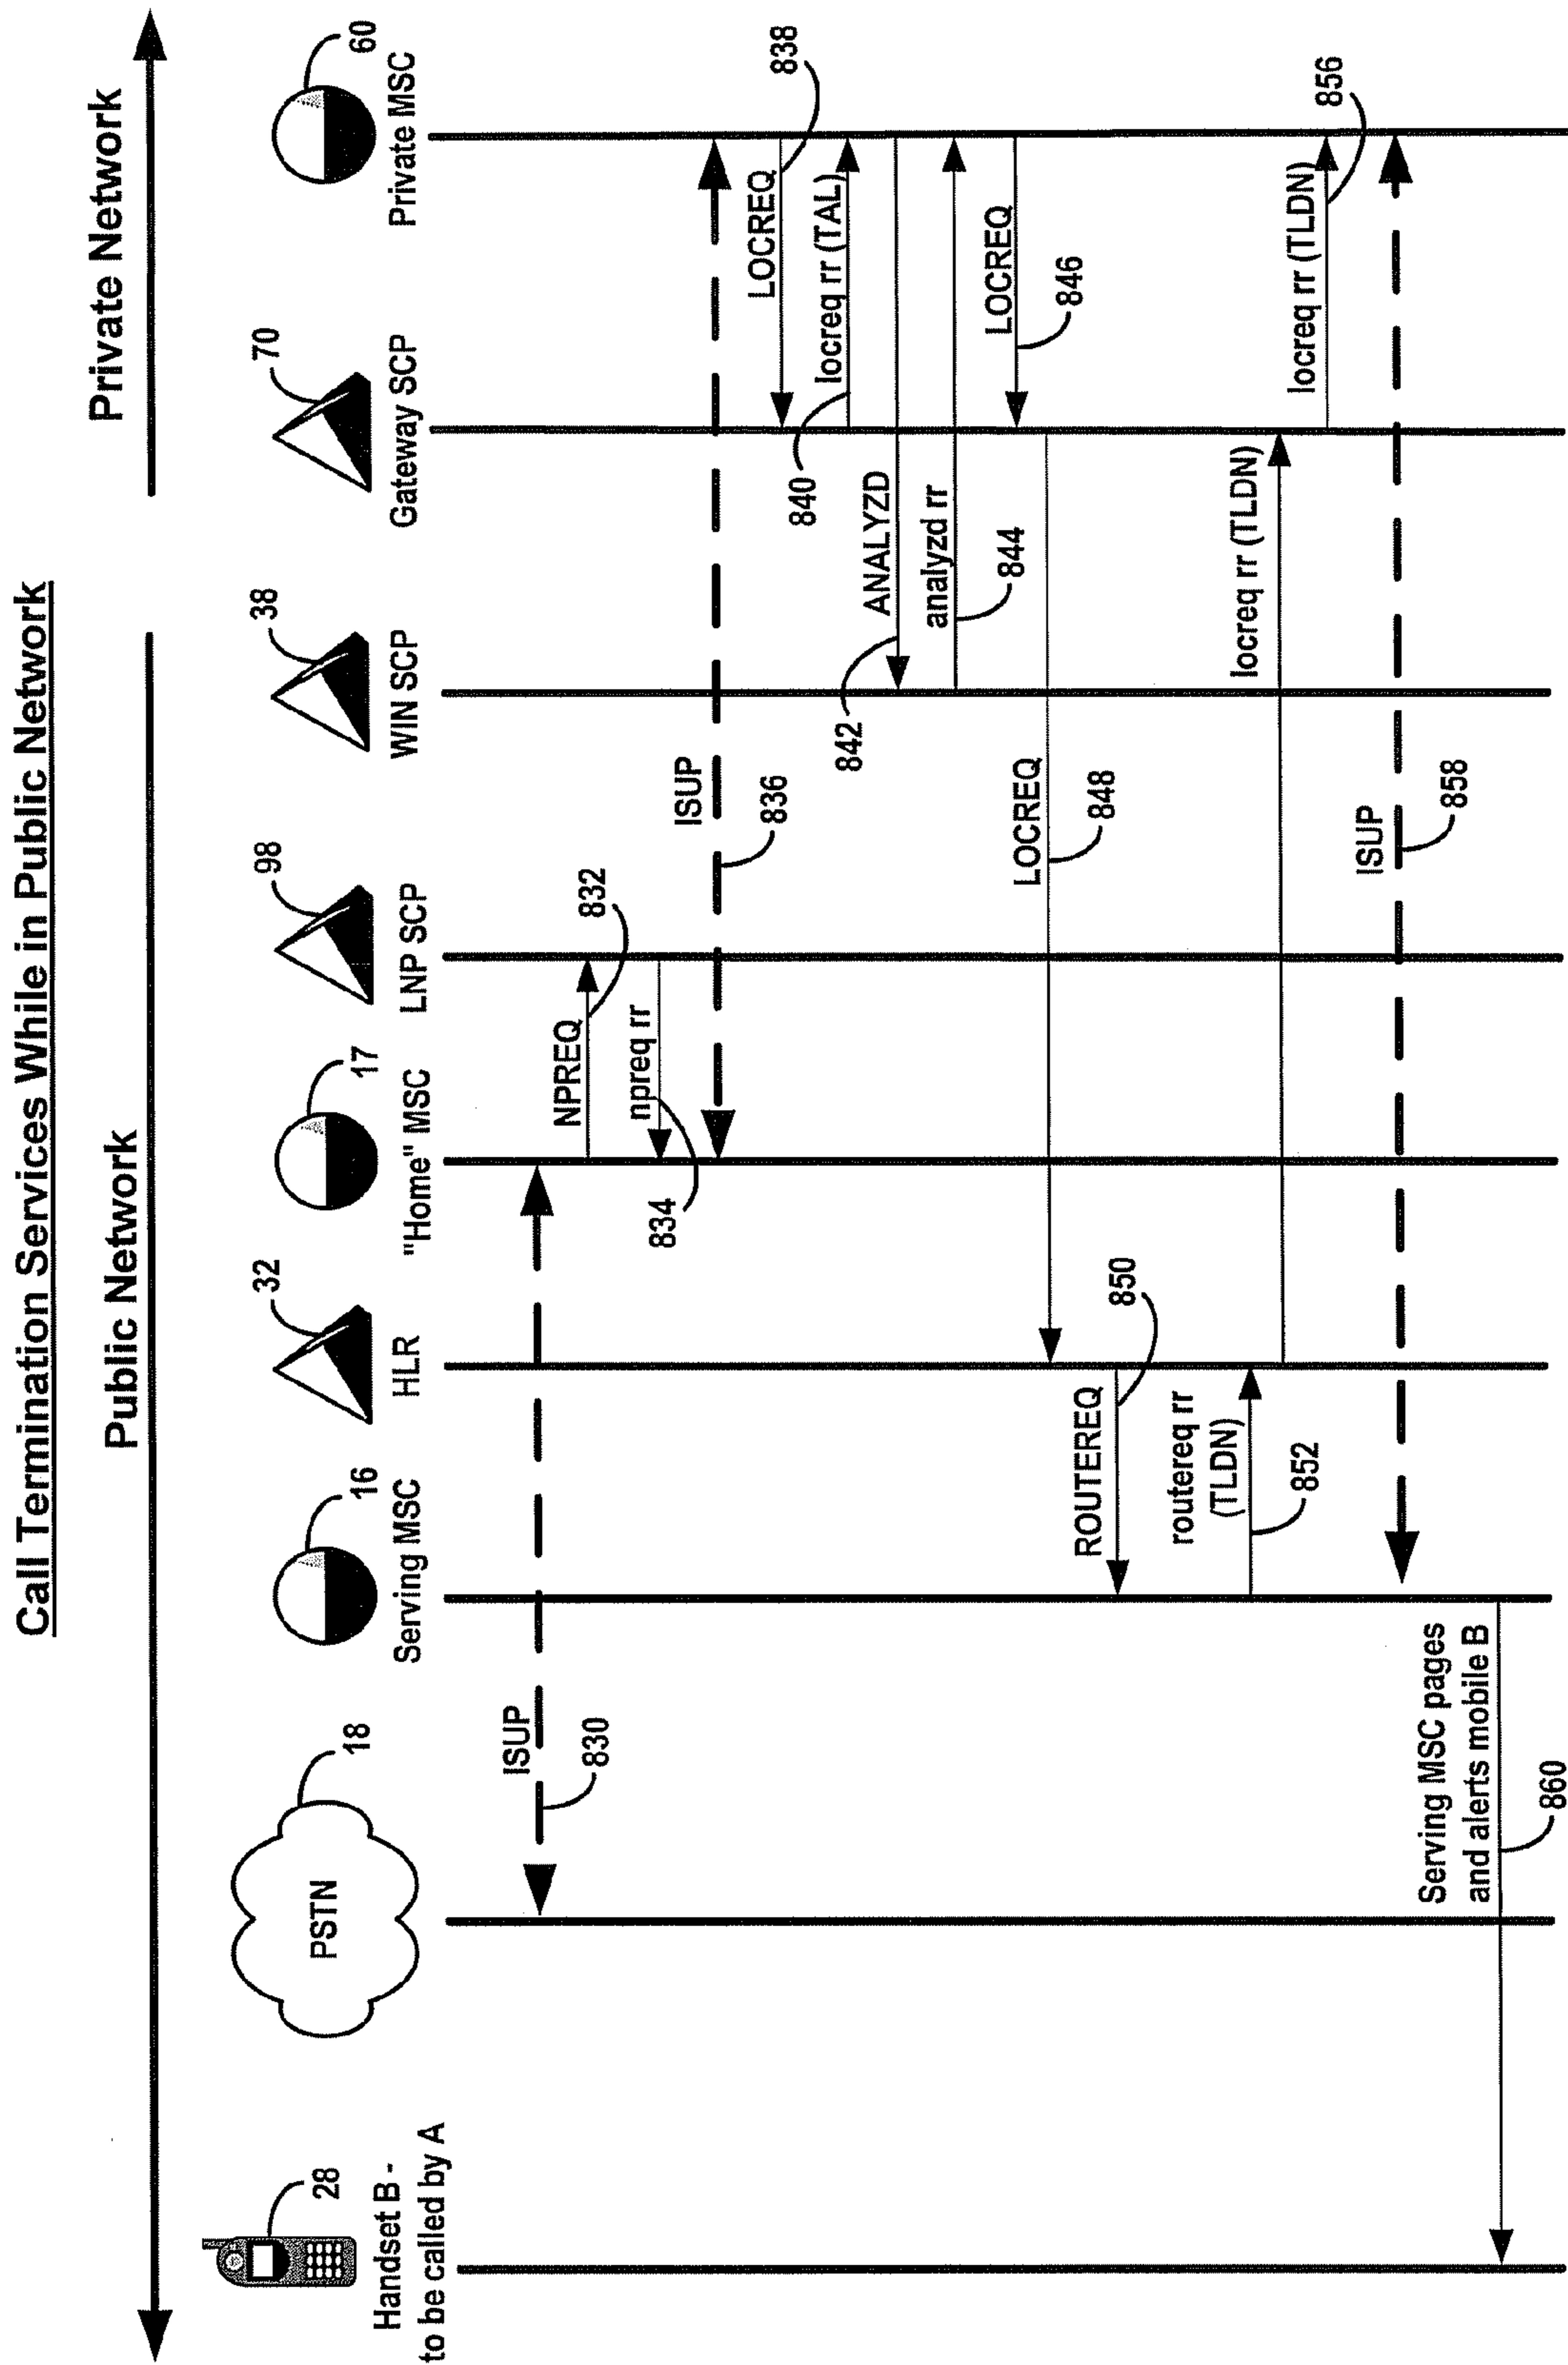 Call Termination Services While in Public Network
Public Network
Private Network
28
Handset B -
to be called by A
18
PSTN
16
Serving MSC
32
HLR
17
"Home" MSC
98
LNP SCP
38
WIN SCP
70
Gateway SCP
60
Private MSC
ISUP
830
NPREQ
832
npreq rr
834
ISUP
836
LOCREQ
838
locreq rr (TAL)
840
ANALYZD
842
analyzd rr
844
LOCREQ
846
LOCREQ
848
ROUTEREQ
850
routereq rr
(TLDN)
852
locreq rr (TLDN)
locreq rr (TLDN)
856
ISUP
858
Serving MSC pages
and alerts mobile B
860